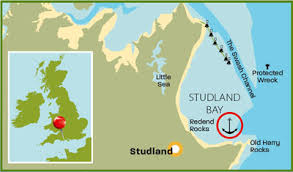 The Swash Channel
Little
Sea
Protected
Wreck
STUDLAND
BAY
Redend
Rocks
Old Harry
Rocks
Studland